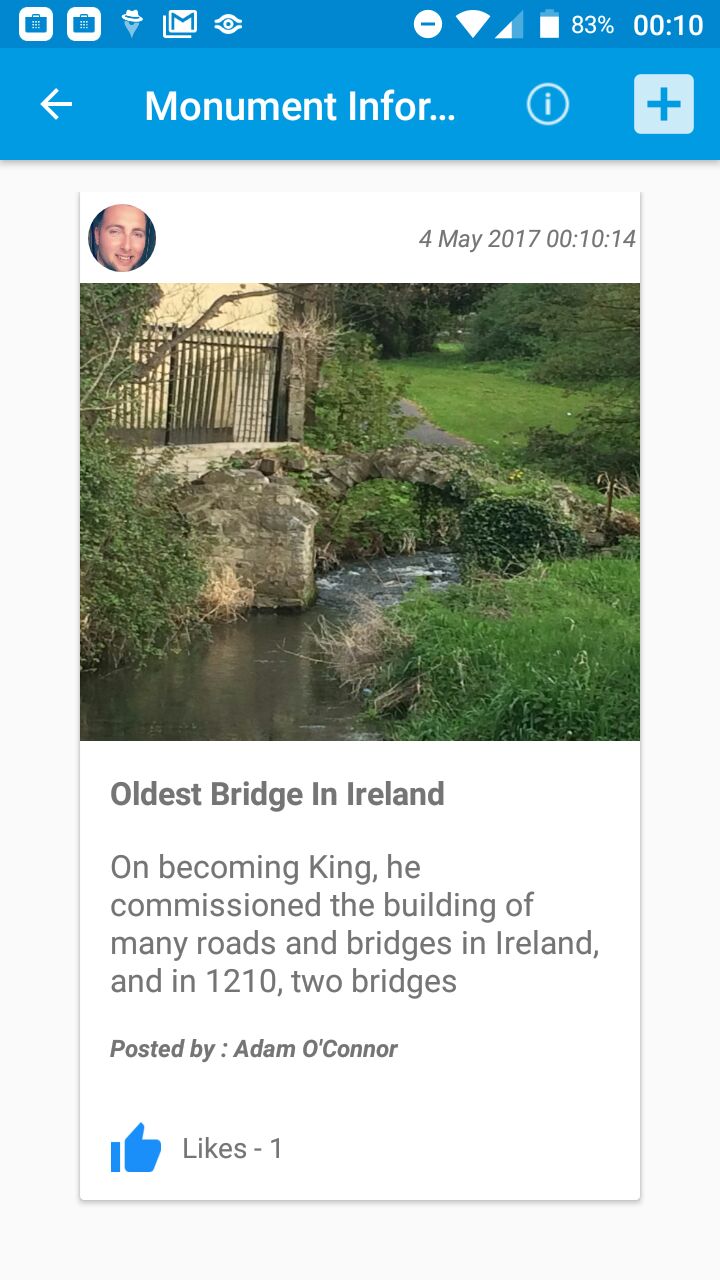 83% 00:10
Monument Infor...
4 May 2017 00:10:14
Oldest Bridge In Ireland
On becoming King, he
commissioned the building of
many roads and bridges in Ireland,
and in 1210, two bridges
Posted by : Adam O'Connor
Likes - 1